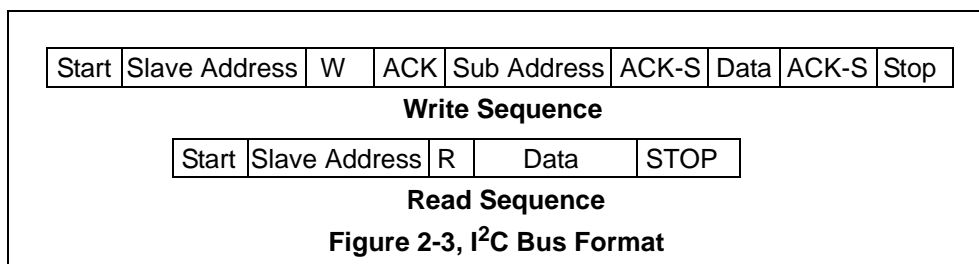 Start Slave Address W ACK Sub Address ACK-S Data ACK-S Stop
Write Sequence
Start Slave Address R Data STOP
Read Sequence
Figure 2-3, I²C Bus Format